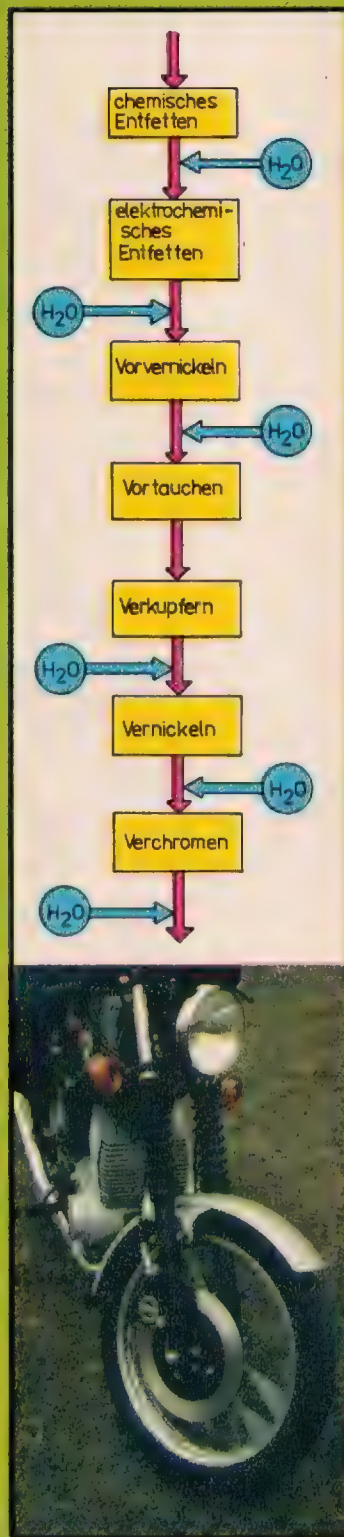 chemisches
Entfetten
H₂O
elektrochemi-
sches
Entfetten
H₂O
Vorvernickeln
H₂O
Vortauchen
Verkupfern
H₂O
Vernickeln
H₂O
Verchromen
H₂O